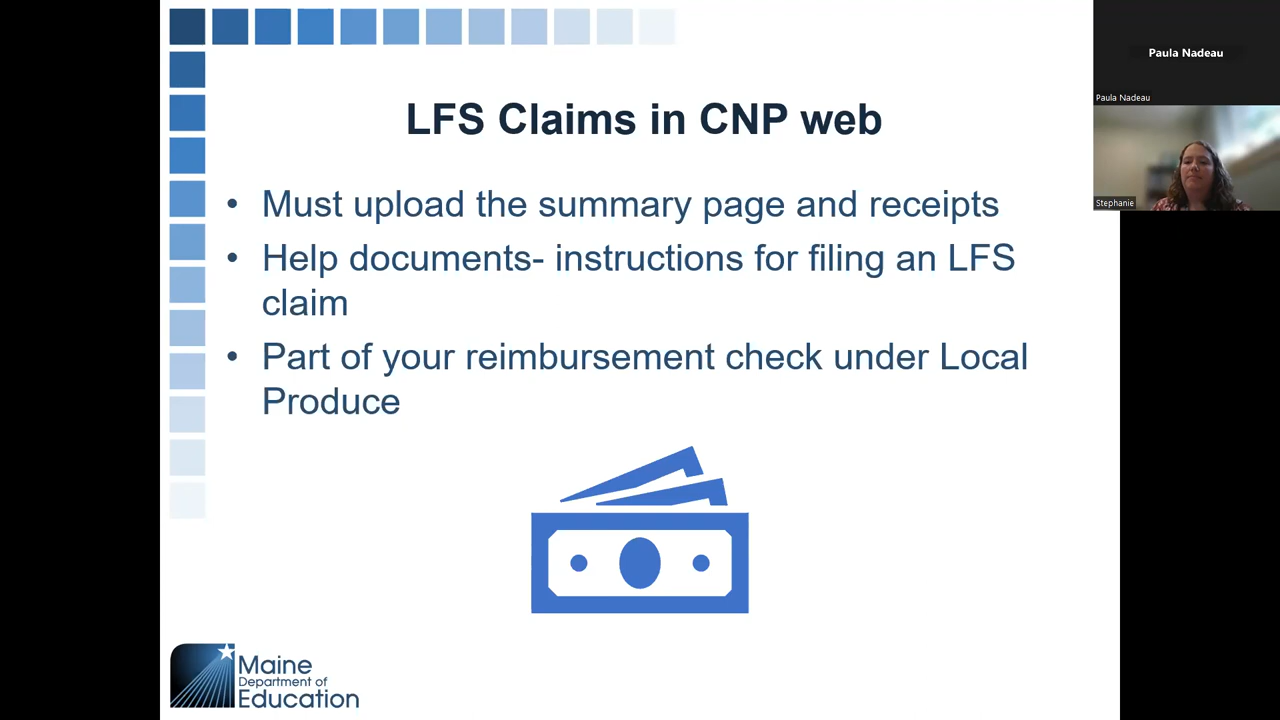 LFS Claims in CNP web
• Must upload the summary page and receipts
• Help documents- instructions for filing an LFS
claim
• Part of your reimbursement check under Local
Produce
Maine
Department of
Education
Paula Nadeau
Paula Nadeau
Stephanie